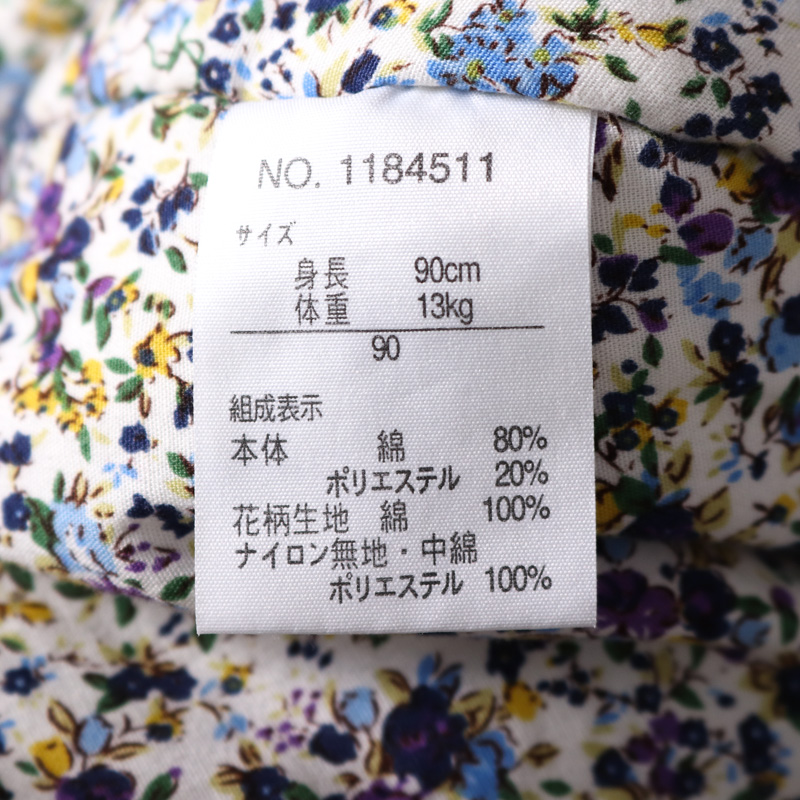 NO. 1184511
サイズ
身長 90cm
体重 13kg
90
組成表示
本体 綿 80%
ポリエステル 20%
花柄生地 綿 100%
ナイロン無地・中綿
ポリエステル 100%